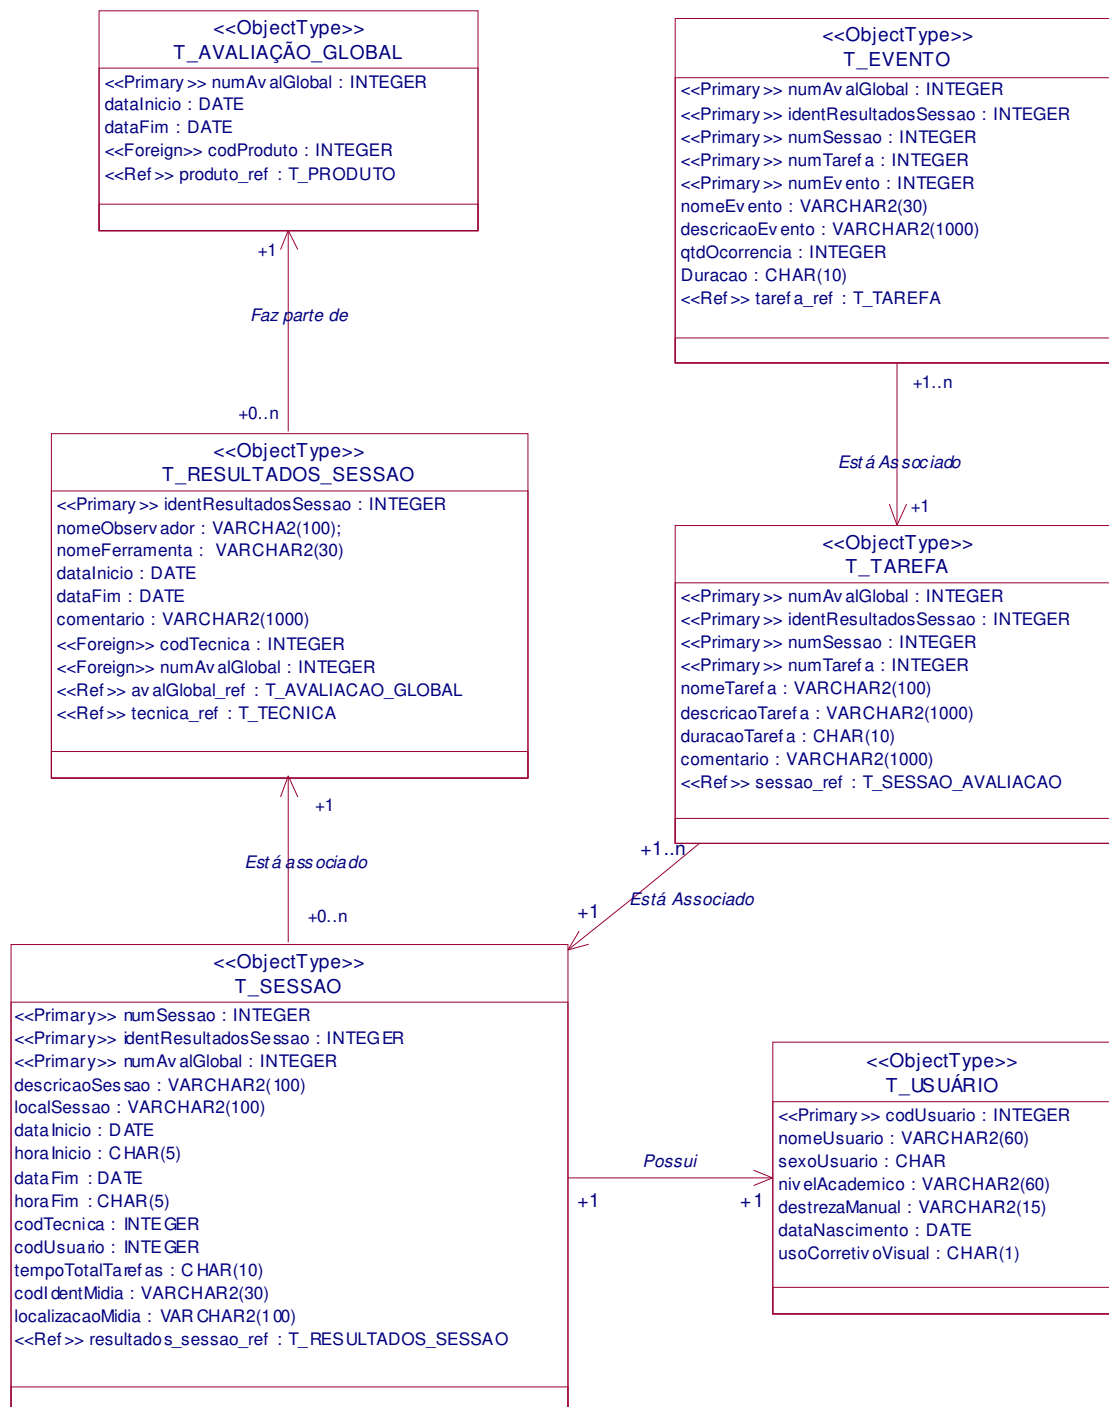 <<ObjectType>>
T_AVALIAÇÃO_GLOBAL
<<Primary>> numAvalGlobal : INTEGER
dataInicio : DATE
dataFim : DATE
<<Foreign>> codProduto : INTEGER
<<Ref>> produto_ref : T_PRODUTO
+1
Faz parte de
+0..n
<<ObjectType>>
T_RESULTADOS_SESSAO
<<Primary>> identResultadosSessao : INTEGER
nomeObservador : VARCHA2(100);
nomeFerramenta : VARCHAR2(30)
dataInicio : DATE
dataFim : DATE
comentario : VARCHAR2(1000)
<<Foreign>> codTecnica : INTEGER
<<Foreign>> numAvalGlobal : INTEGER
<<Ref>> avalGlobal_ref : T_AVALIACAO_GLOBAL
<<Ref>> tecnica_ref : T_TECNICA
+1
Está associado
+0..n
<<ObjectType>>
T_SESSAO
<<Primary>> numSessao : INTEGER
<<Primary>> identResultadosSessao : INTEGER
<<Primary>> numAvalGlobal : INTEGER
descricaoSessao : VARCHAR2(100)
localSessao : VARCHAR2(100)
dataInicio : DATE
horaInicio : CHAR(5)
dataFim : DATE
horaFim : CHAR(5)
codTecnica : INTEGER
codUsuario : INTEGER
tempoTotalTarefas : CHAR(10)
codIdentMidia : VARCHAR2(30)
localizacaoMidia : VARCHAR2(100)
<<Ref>> resultados_sessao_ref : T_RESULTADOS_SESSAO
<<ObjectType>>
T_EVENTO
<<Primary>> numAvalGlobal : INTEGER
<<Primary>> identResultadosSessao : INTEGER
<<Primary>> numSessao : INTEGER
<<Primary>> numTarefa : INTEGER
<<Primary>> numEvento : INTEGER
nomeEvento : VARCHAR2(30)
descricaoEvento : VARCHAR2(1000)
qtdOcorrencia : INTEGER
Duracao : CHAR(10)
<<Ref>> tarefa_ref : T_TAREFA
+1..n
Está Associado
+1
<<ObjectType>>
T_TAREFA
<<Primary>> numAvalGlobal : INTEGER
<<Primary>> identResultadosSessao : INTEGER
<<Primary>> numSessao : INTEGER
<<Primary>> numTarefa : INTEGER
nomeTarefa : VARCHAR2(100)
descricaoTarefa : VARCHAR2(1000)
duracaoTarefa : CHAR(10)
comentario : VARCHAR2(1000)
<<Ref>> sessao_ref : T_SESSAO_AVALIACAO
+1..n
Está Associado
+1
Possui
+1
+1
<<ObjectType>>
T_USUÁRIO
<<Primary>> codUsuario : INTEGER
nomeUsuario : VARCHAR2(60)
sexoUsuario : CHAR
nivelAcademico : VARCHAR2(60)
destrezaManual : VARCHAR2(15)
dataNascimento : DATE
usoCorretivoVisual : CHAR(1)